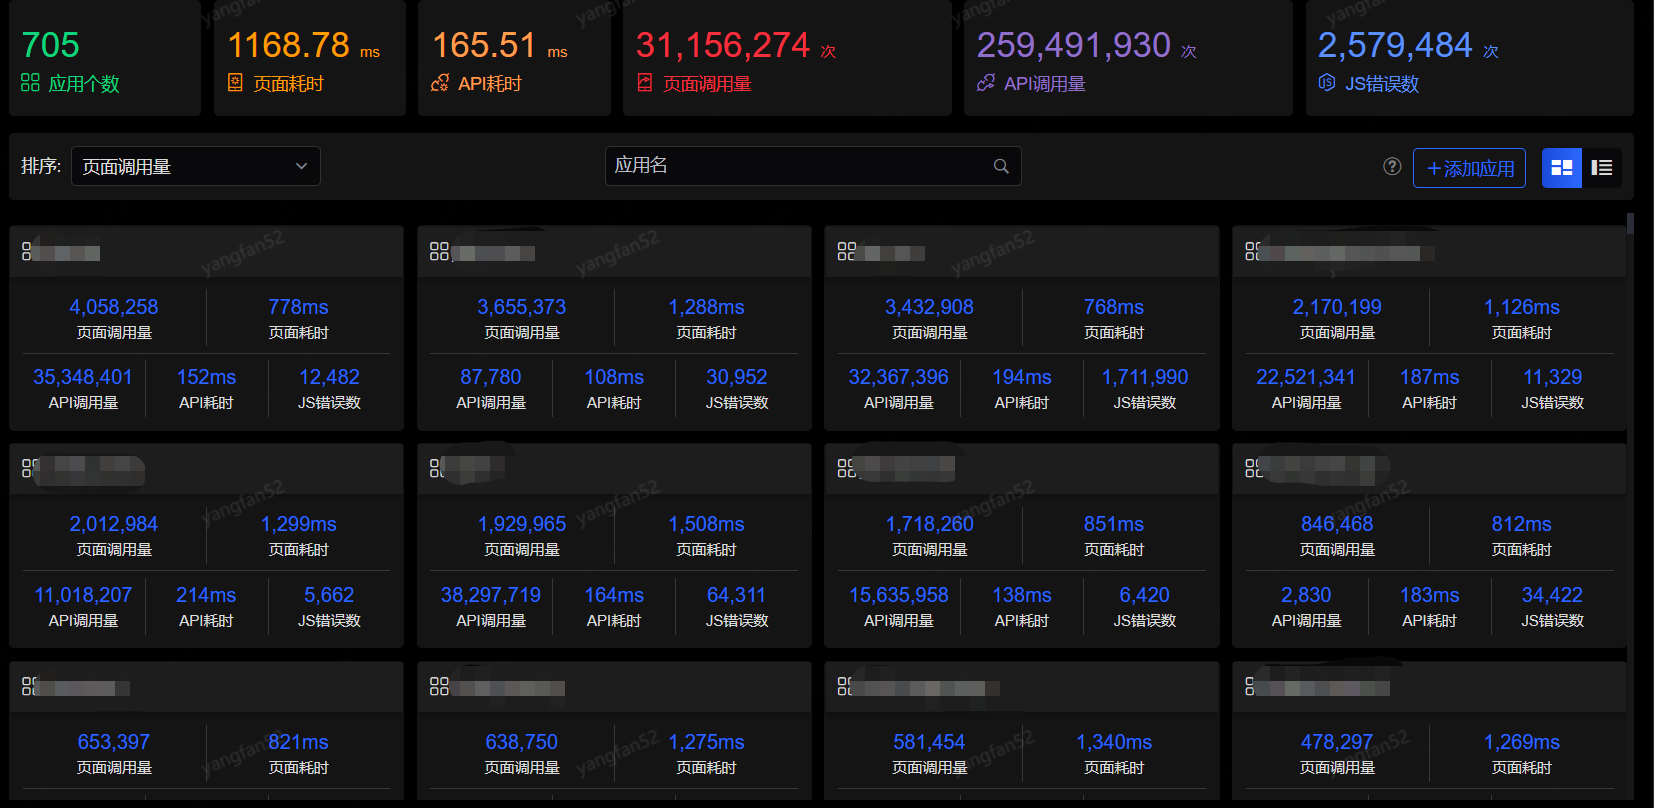 705
应用个数
1168.78 ms
页面耗时
165.51 ms
API耗时
31,156,274 次
页面调用量
259,491,930 次
API调用量
2,579,484 次
JS错误数
排序: 页面调用量 应用名 ? +添加应用
4,058,258 778ms
页面调用量 页面耗时
35,348,401 152ms 12,482
API调用量 API耗时 JS错误数
3,655,373 1,288ms
页面调用量 页面耗时
87,780 108ms 30,952
API调用量 API耗时 JS错误数
3,432,908 768ms
页面调用量 页面耗时
32,367,396 194ms 1,711,990
API调用量 API耗时 JS错误数
2,170,199 1,126ms
页面调用量 页面耗时
22,521,341 187ms 11,329
API调用量 API耗时 JS错误数
2,012,984 1,299ms
页面调用量 页面耗时
11,018,207 214ms 5,662
API调用量 API耗时 JS错误数
1,929,965 1,508ms
页面调用量 页面耗时
38,297,719 164ms 64,311
API调用量 API耗时 JS错误数
1,718,260 851ms
页面调用量 页面耗时
15,635,958 138ms 6,420
API调用量 API耗时 JS错误数
846,468 812ms
页面调用量 页面耗时
2,830 183ms 34,422
API调用量 API耗时 JS错误数
653,397 821ms
页面调用量 页面耗时
638,750 1,275ms
页面调用量 页面耗时
581,454 1,340ms
页面调用量 页面耗时
478,297 1,269ms
页面调用量 页面耗时
yangfan52